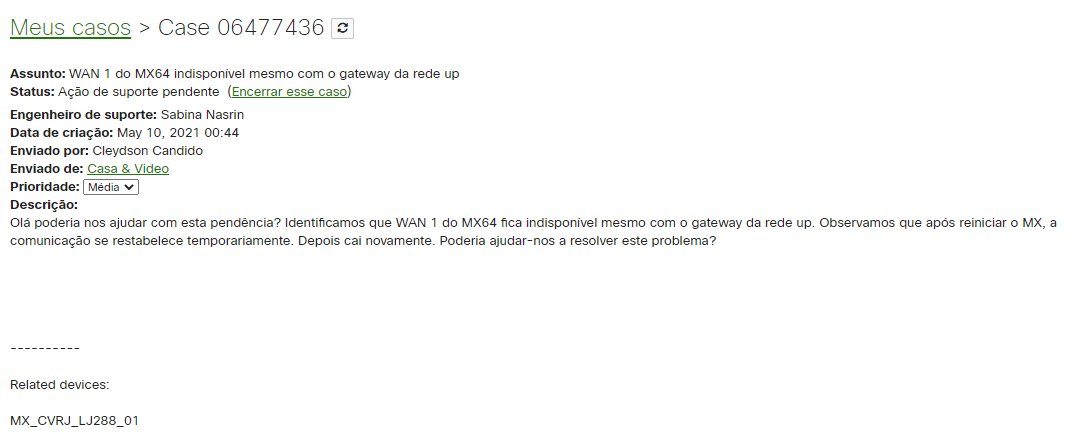 Meus casos > Case 06477436
Assunto: WAN 1 do MX64 indisponível mesmo com o gateway da rede up
Status: Ação de suporte pendente (Encerrar esse caso)
Engenheiro de suporte: Sabina Nasrin
Data de criação: May 10, 2021 00:44
Enviado por: Cleydson Candido
Enviado de: Casa & Video
Prioridade: Média
Descrição:
Olá poderia nos ajudar com esta pendência? Identificamos que WAN 1 do MX64 fica indisponível mesmo com o gateway da rede up. Observamos que após reiniciar o MX, a
comunicação se restabelece temporariamente. Depois cai novamente. Poderia ajudar-nos a resolver este problema?
----------
Related devices:
MX_CVRJ_LJ288_01